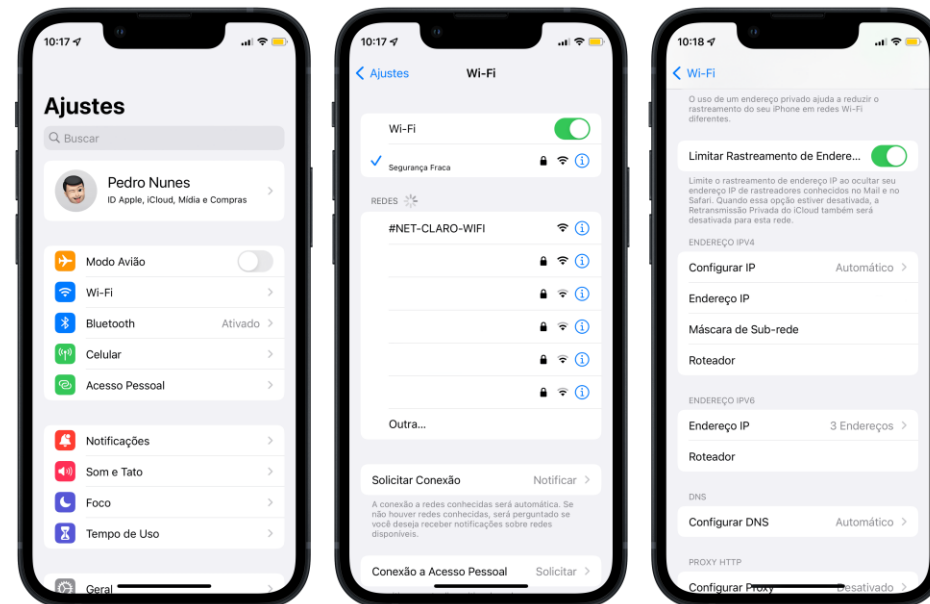 10:17
Ajustes
Buscar
Pedro Nunes
ID Apple, iCloud, Mídia e Compras
Modo Avião
Wi-Fi
Bluetooth Ativado
Celular
Acesso Pessoal
Notificações
Som e Tato
Foco
Tempo de Uso
Geral
10:17
Ajustes Wi-Fi
Wi-Fi
Segurança Fraca
REDES
#NET-CLARO-WIFI
Outra...
Solicitar Conexão Notificar
A conexão a redes conhecidas será automática. Se
não houver redes conhecidas, será perguntado se
você deseja receber notificações sobre redes
disponíveis.
Conexão a Acesso Pessoal Solicitar
10:18
Wi-Fi
O uso de um endereço privado ajuda a reduzir o
rastreamento do seu iPhone em redes Wi-Fi
diferentes.
Limitar Rastreamento de Endere...
Limite o rastreamento de endereço IP ao ocultar seu
endereço IP de rastreadores conhecidos no Mail e no
Safari. Quando essa opção estiver desativada, a
Retransmissão Privada do iCloud também será
desativada para esta rede.
ENDEREÇO IPV4
Configurar IP Automático
Endereço IP
Máscara de Sub-rede
Roteador
ENDEREÇO IPV6
Endereço IP 3 Endereços
Roteador
DNS
Configurar DNS Automático
PROXY HTTP
Configurar Proxy Desativado